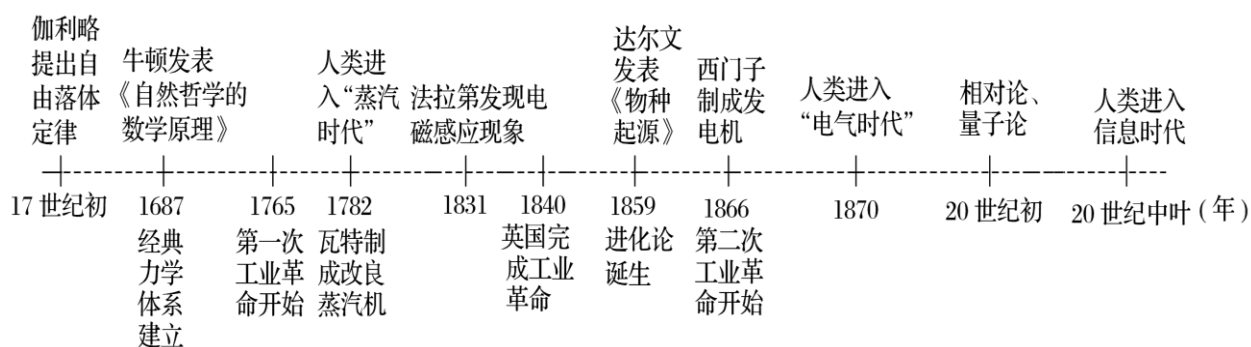 伽利略
提出自
由落体
定律
牛顿发表
《自然哲学的
数学原理》
人类进
入“蒸汽
时代”
法拉第发现电
磁感应现象
达尔文
发表
《物种
起源》
西门子
制成发
电机
人类进入
“电气时代”
相对论、
量子论
人类进入
信息时代
17 世纪初
1687
1765
1782
1831
1840
1859
1866
1870
20 世纪初
20 世纪中叶
(年)
经典
力学
体系
建立
第一次
工业革
命开始
瓦特制
成改良
蒸汽机
英国完
成工业
革命
进化论
诞生
第二次
工业革
命开始